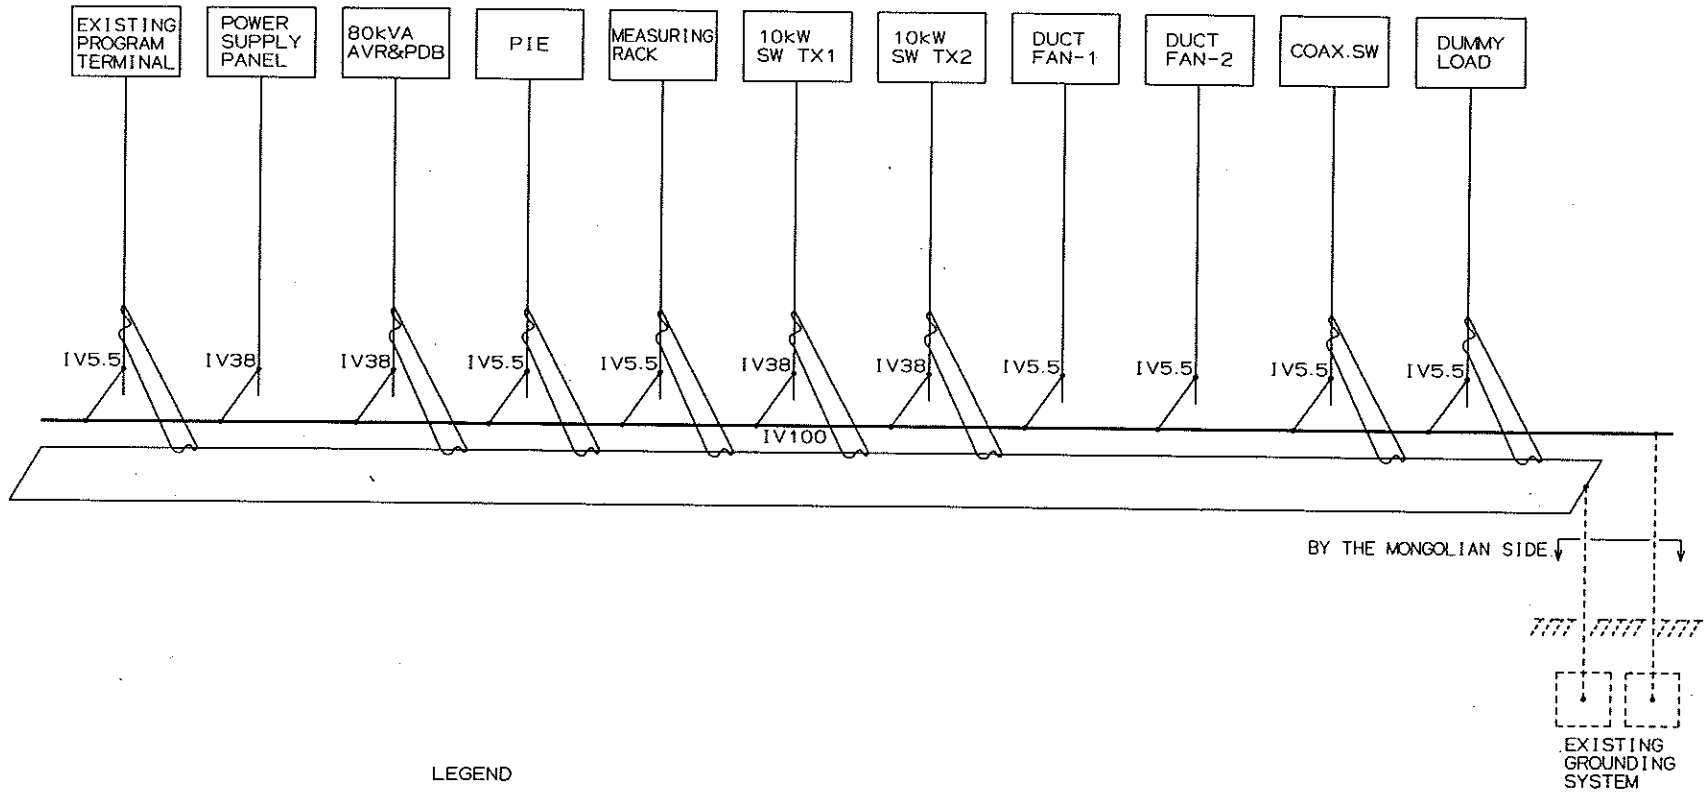 EXISTING
PROGRAM
TERMINAL
POWER
SUPPLY
PANEL
80kVA
AVR&PDB
PIE
MEASURING
RACK
10kW
SW TX1
10kW
SW TX2
DUCT
FAN-1
DUCT
FAN-2
COAX.SW
DUMMY
LOAD
IV5.5
IV38
IV38
IV5.5
IV5.5
IV38
IV38
IV5.5
IV5.5
IV5.5
IV5.5
IV100
BY THE MONGOLIAN SIDE
EXISTING
GROUNDING
SYSTEM
LEGEND